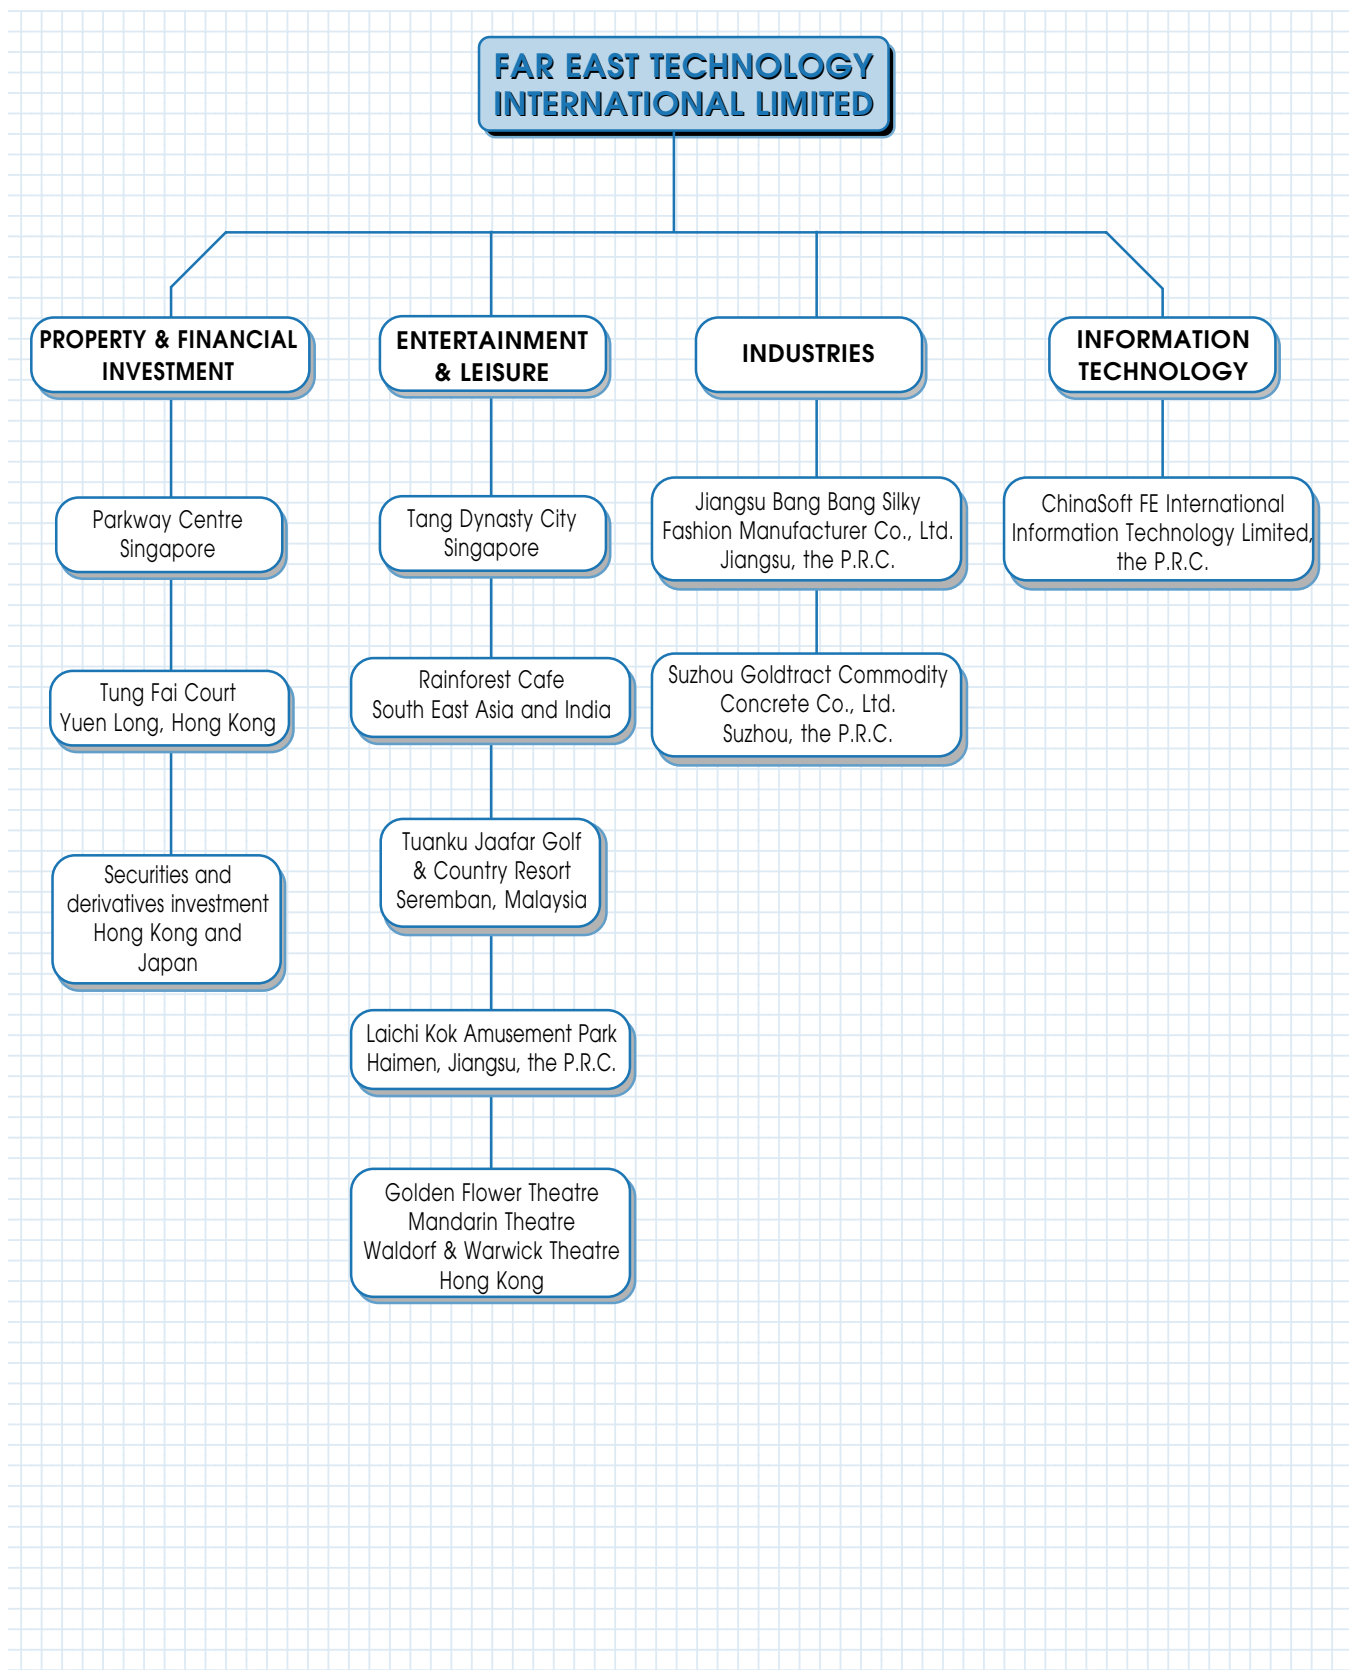 FAR EAST TECHNOLOGY
INTERNATIONAL LIMITED
PROPERTY & FINANCIAL
INVESTMENT
ENTERTAINMENT
& LEISURE
INDUSTRIES
INFORMATION
TECHNOLOGY
Parkway Centre
Singapore
Tung Fai Court
Yuen Long, Hong Kong
Securities and
derivatives investment
Hong Kong and
Japan
Tang Dynasty City
Singapore
Rainforest Cafe
South East Asia and India
Tuanku Jaafar Golf
& Country Resort
Seremban, Malaysia
Laichi Kok Amusement Park
Haimen, Jiangsu, the P.R.C.
Golden Flower Theatre
Mandarin Theatre
Waldorf & Warwick Theatre
Hong Kong
Jiangsu Bang Bang Silky
Fashion Manufacturer Co., Ltd.
Jiangsu, the P.R.C.
Suzhou Goldtract Commodity
Concrete Co., Ltd.
Suzhou, the P.R.C.
ChinaSoft FE International
Information Technology Limited,
the P.R.C.